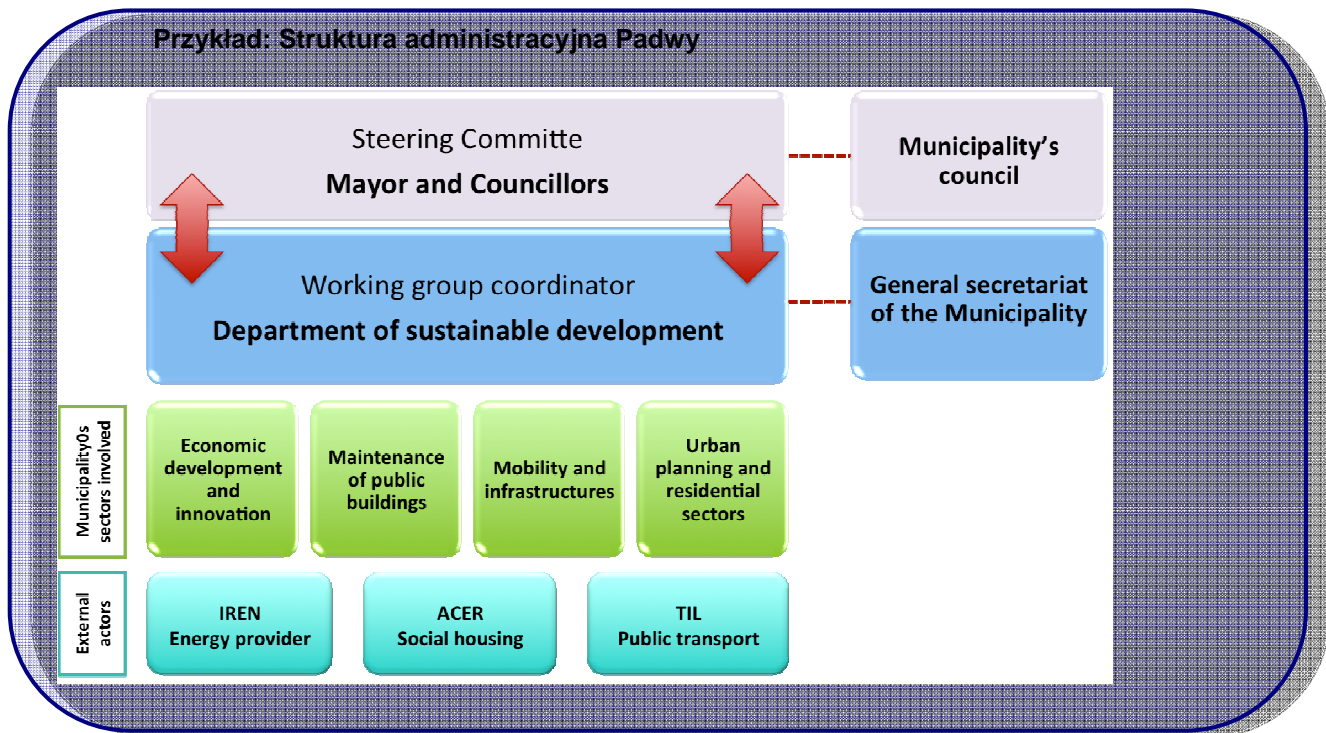 Przykład: Struktura administracyjna Padwy
Steering Committe
Mayor and Councillors
Municipality's
council
Working group coordinator
Department of sustainable development
General secretariat
of the Municipality
Municipality0s
sectors involved
Economic
development
and
innovation
Maintenance
of public
buildings
Mobility and
infrastructures
Urban
planning and
residential
sectors
External
actors
IREN
Energy provider
ACER
Social housing
TIL
Public transport